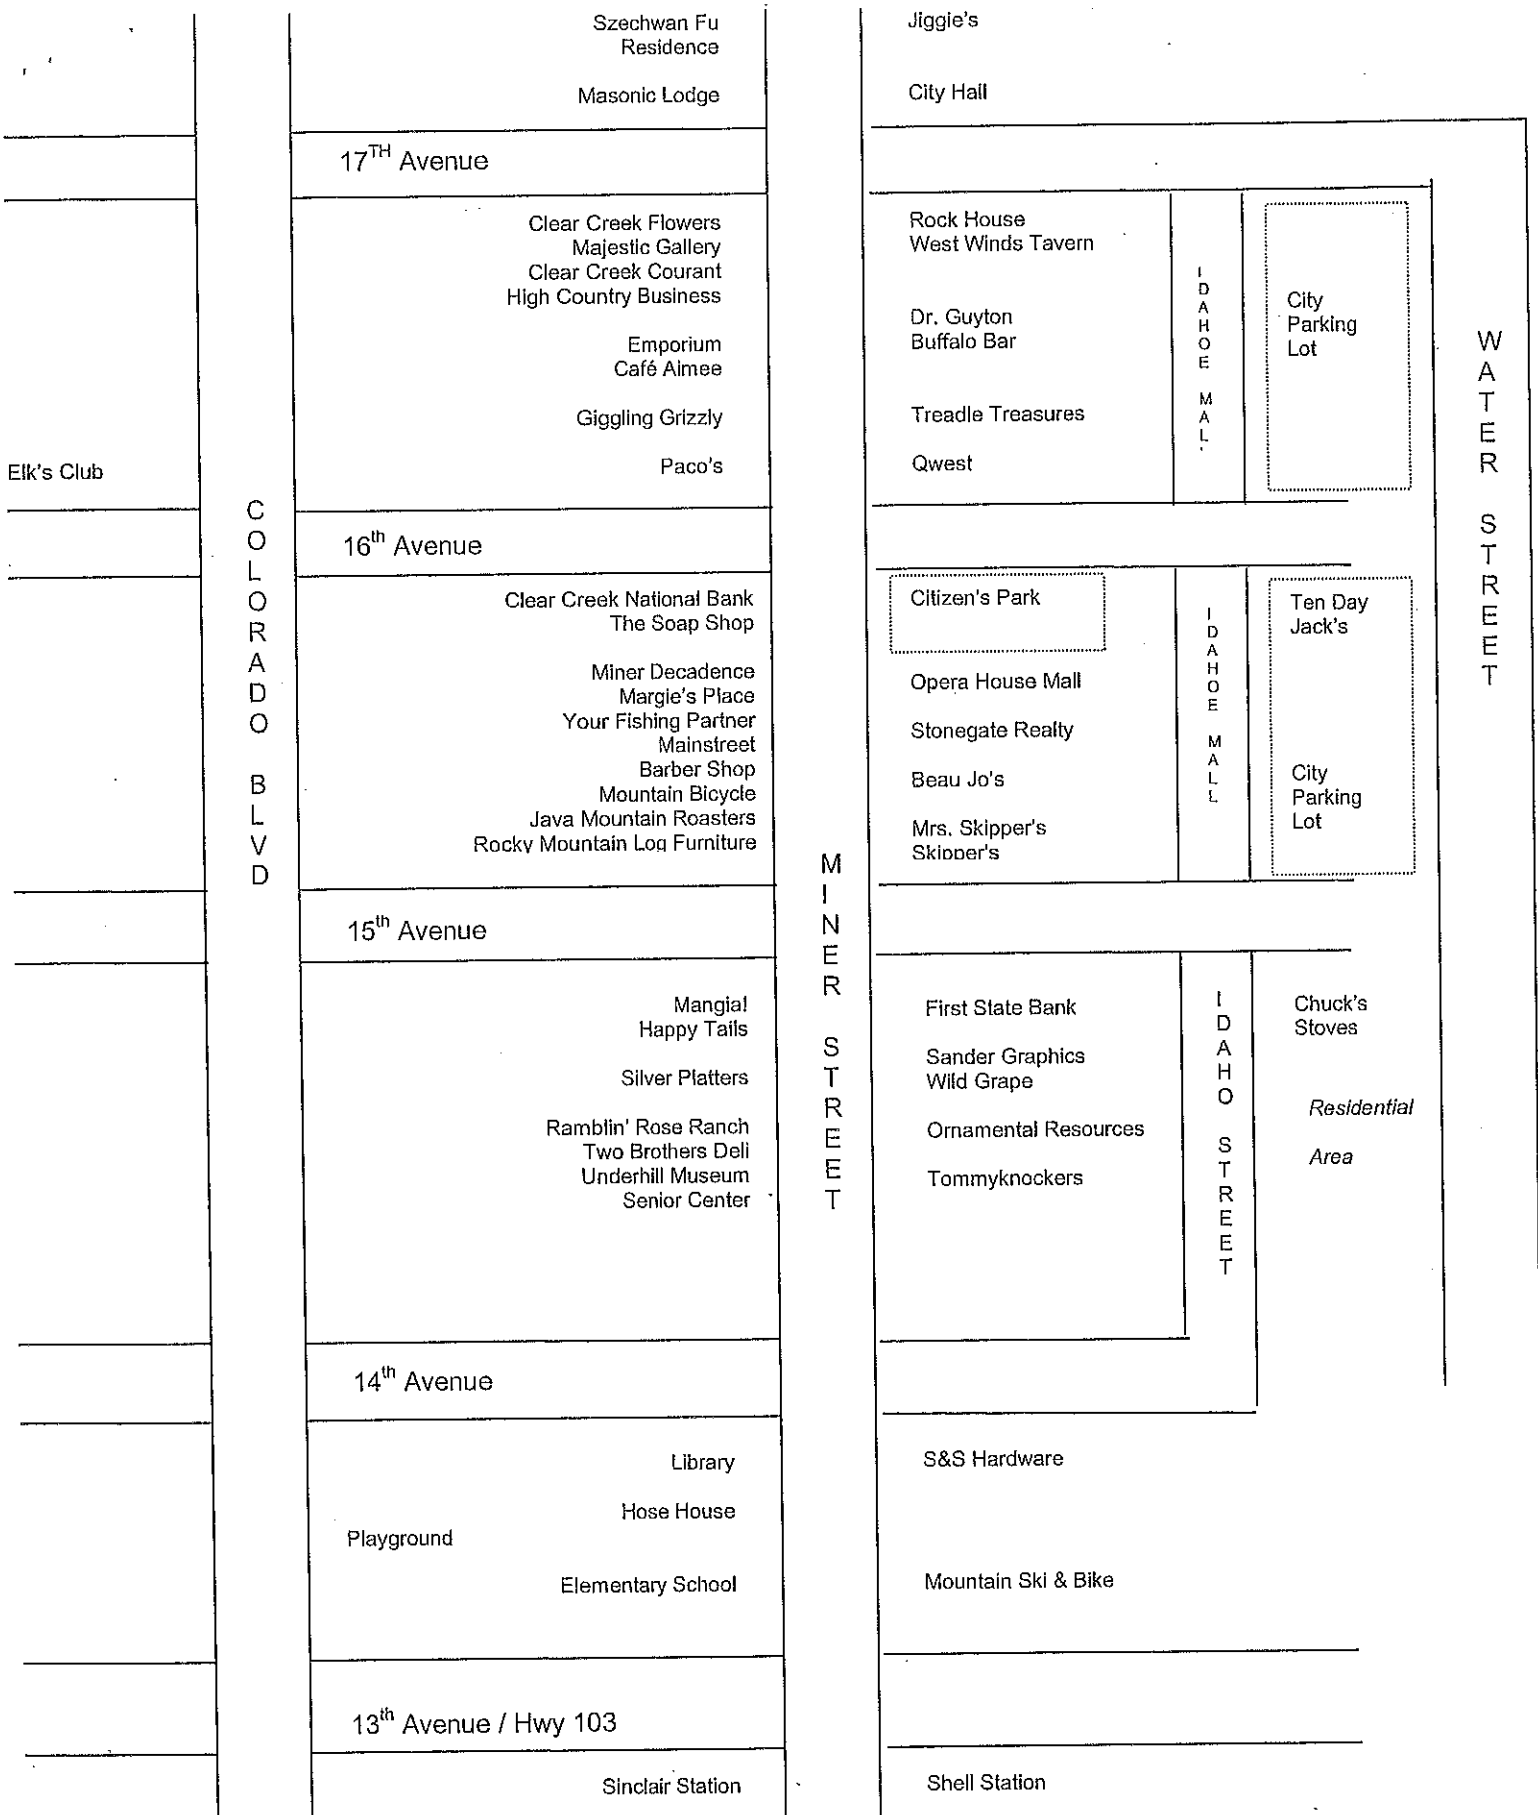 Szechwan Fu
Residence
Masonic Lodge
Jiggie's
City Hall
17TH Avenue
Clear Creek Flowers
Majestic Gallery
Clear Creek Courant
High Country Business
Emporium
Café Aimee
Giggling Grizzly
Paco's
Rock House
West Winds Tavern
Dr. Guyton
Buffalo Bar
Treadle Treasures
Qwest
IDAHOE MAL
City
Parking
Lot
WATER STREET
Elk's Club
COLORADO BLVD
16th Avenue
Clear Creek National Bank
The Soap Shop
Miner Decadence
Margie's Place
Your Fishing Partner
Mainstreet
Barber Shop
Mountain Bicycle
Java Mountain Roasters
Rocky Mountain Log Furniture
Citizen's Park
Opera House Mall
Stonegate Realty
Beau Jo's
Mrs. Skipper's
Skipper's
IDAHOE MALL
Ten Day
Jack's
City
Parking
Lot
MINER STREET
15th Avenue
Mangia!
Happy Tails
Silver Platters
Ramblin' Rose Ranch
Two Brothers Deli
Underhill Museum
Senior Center
First State Bank
Sander Graphics
Wild Grape
Ornamental Resources
Tommyknockers
IDAHO STREET
Chuck's
Stoves
Residential
Area
14th Avenue
Library
Hose House
Playground
Elementary School
S&S Hardware
Mountain Ski & Bike
13th Avenue / Hwy 103
Sinclair Station
Shell Station